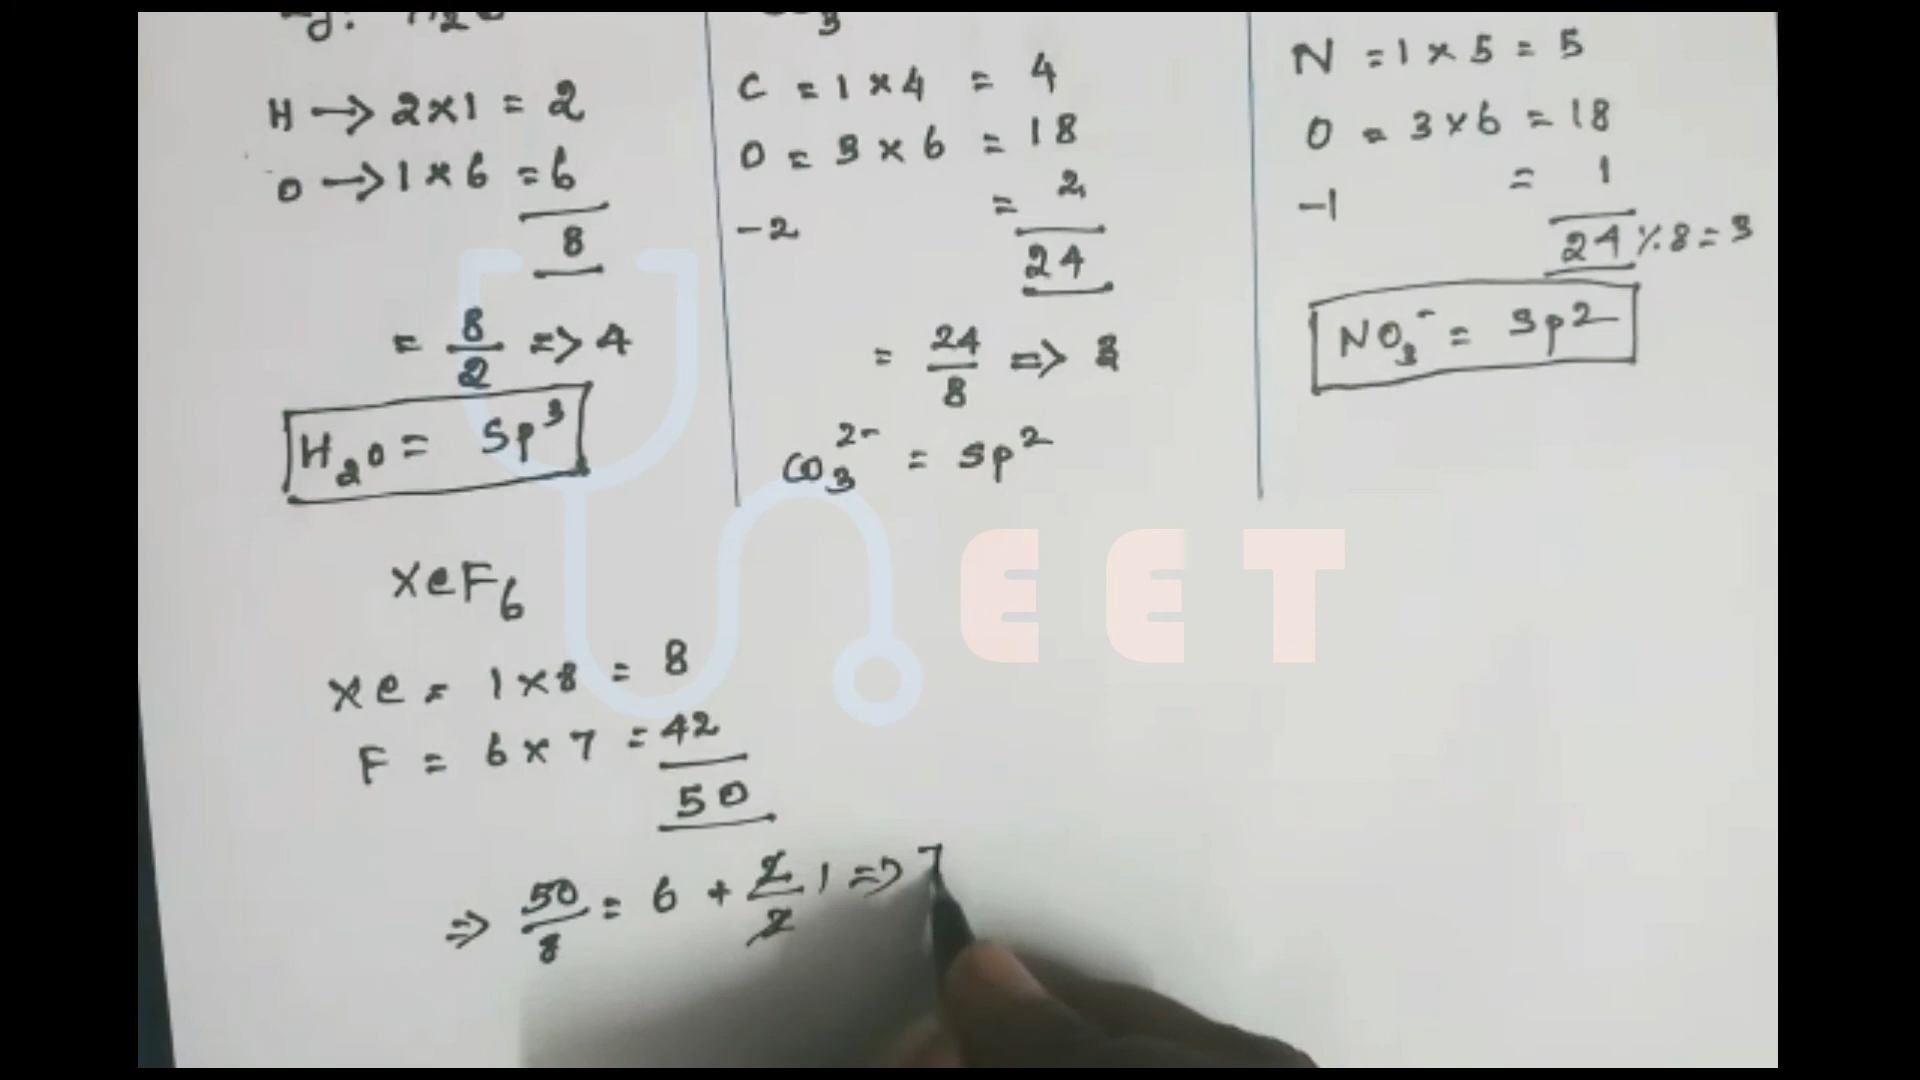 H → 2×1 = 2
O → 1×6 = 6
8
= 8/2 => 4
H₂O = Sp³
3
C = 1×4 = 4
O = 3×6 = 18
-2 = 2
24
= 24/8 => 3
CO₃²⁻ = sp²
N = 1×5 = 5
O = 3×6 = 18
-1 = 1
24 ÷ 8 = 3
NO₃⁻ = Sp²
EET
XeF₆
Xe = 1×8 = 8
F = 6×7 = 42
50
=> 50/8 = 6 + 2/2 1 => 7